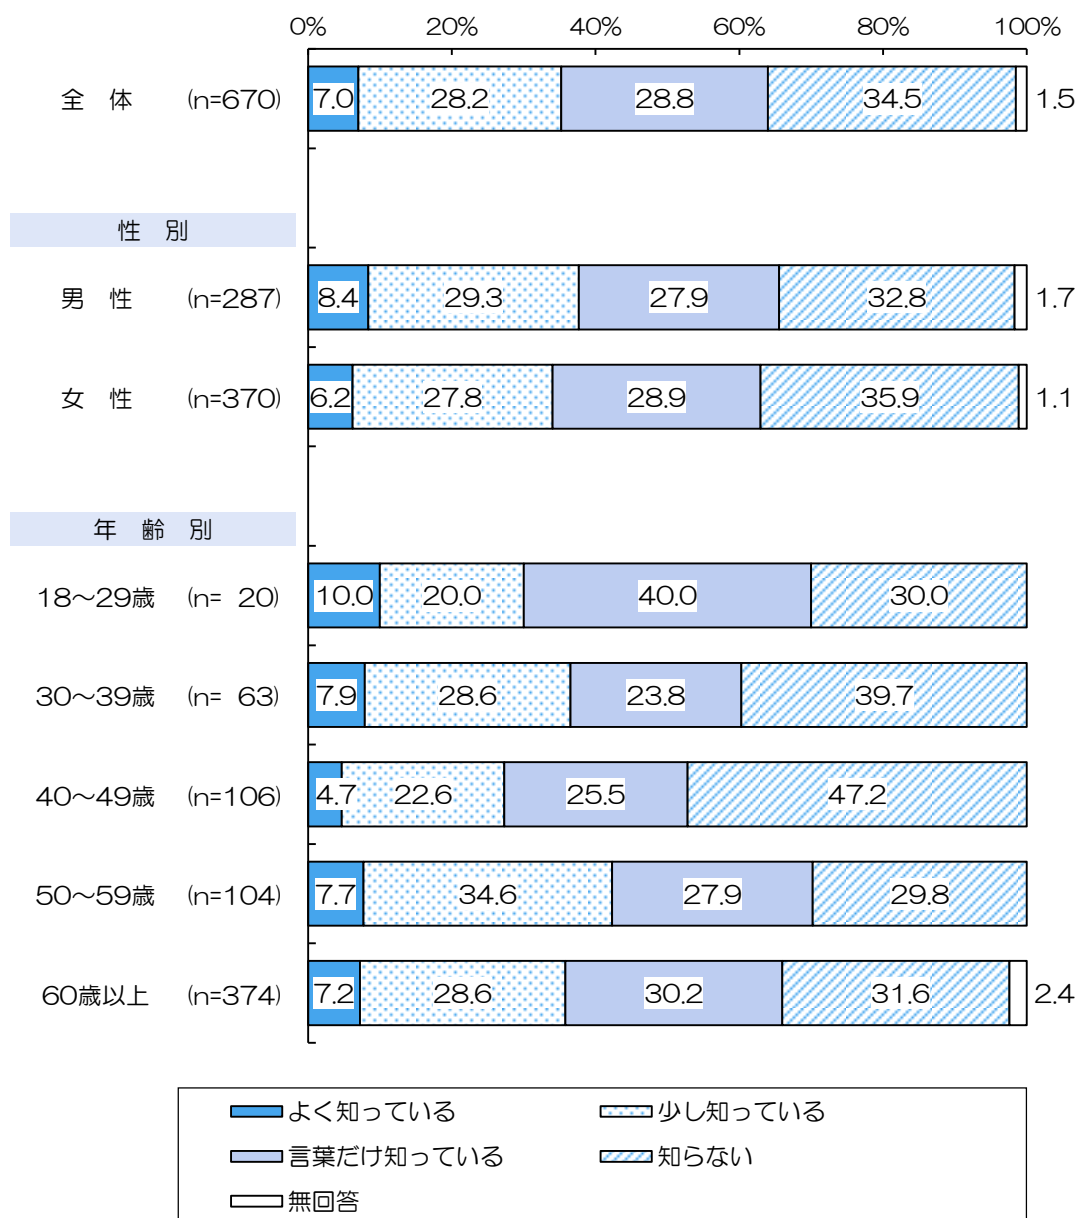 0% 20% 40% 60% 80% 100%
全 体 (n=670) 7.0 28.2 28.8 34.5 1.5
性 別
男 性 (n=287) 8.4 29.3 27.9 32.8 1.7
女 性 (n=370) 6.2 27.8 28.9 35.9 1.1
年 齢 別
18～29歳 (n= 20) 10.0 20.0 40.0 30.0
30～39歳 (n= 63) 7.9 28.6 23.8 39.7
40～49歳 (n=106) 4.7 22.6 25.5 47.2
50～59歳 (n=104) 7.7 34.6 27.9 29.8
60歳以上 (n=374) 7.2 28.6 30.2 31.6 2.4
よく知っている 少し知っている
言葉だけ知っている 知らない
無回答